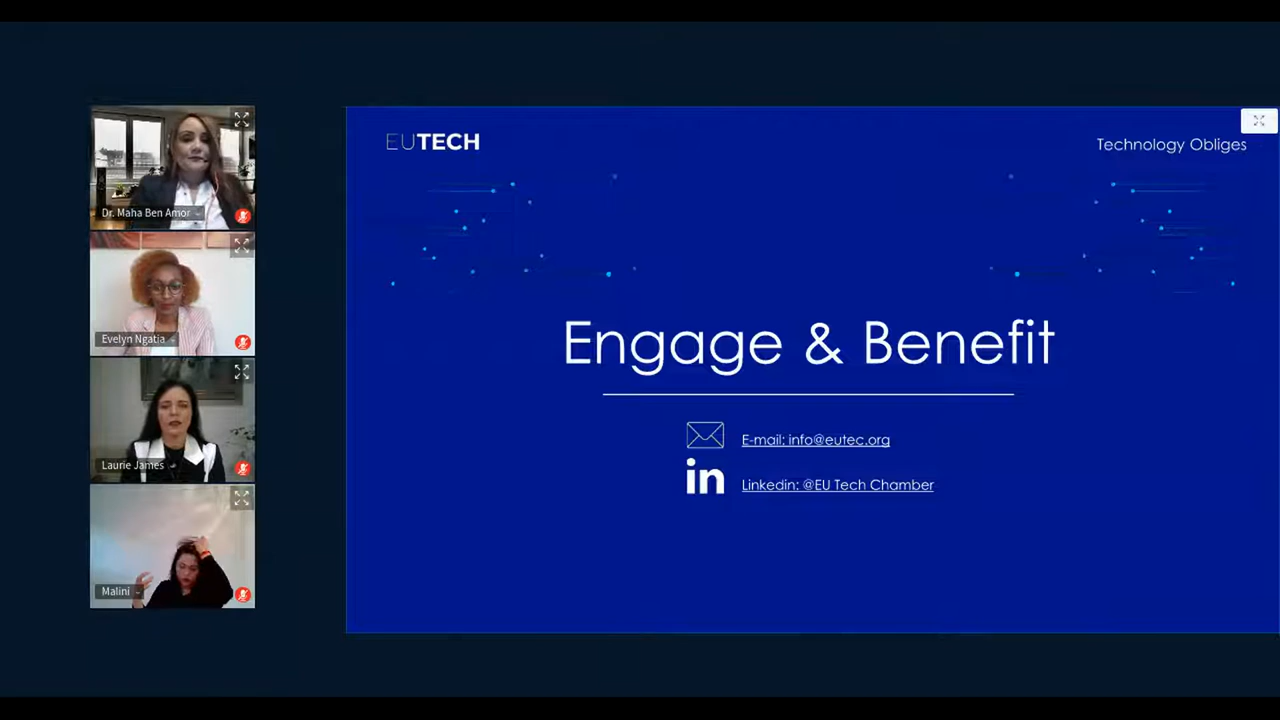 Dr. Maha Ben Amor
Evelyn Ngatia
Laurie James
Malini
EUTECH
Technology Obliges
Engage & Benefit
E-mail: info@eutec.org
in
Linkedin: @EU Tech Chamber